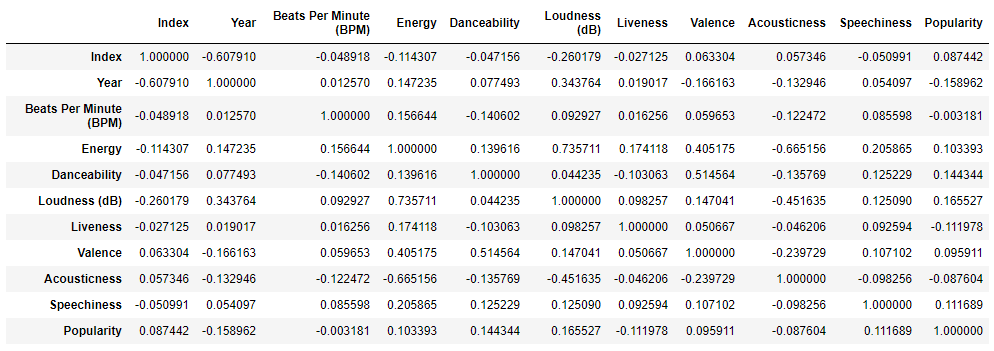 Index Year Beats Per Minute (BPM) Energy Danceability Loudness (dB) Liveness Valence Acousticness Speechiness Popularity
Index 1.000000 -0.607910 -0.048918 -0.114307 -0.047156 -0.260179 -0.027125 0.063304 0.057346 -0.050991 0.087442
Year -0.607910 1.000000 0.012570 0.147235 0.077493 0.343764 0.019017 -0.166163 -0.132946 0.054097 -0.158962
Beats Per Minute (BPM) -0.048918 0.012570 1.000000 0.156644 -0.140602 0.092927 0.016256 0.059653 -0.122472 0.085598 -0.003181
Energy -0.114307 0.147235 0.156644 1.000000 0.139616 0.735711 0.174118 0.405175 -0.665156 0.205865 0.103393
Danceability -0.047156 0.077493 -0.140602 0.139616 1.000000 0.044235 -0.103063 0.514564 -0.135769 0.125229 0.144344
Loudness (dB) -0.260179 0.343764 0.092927 0.735711 0.044235 1.000000 0.098257 0.147041 -0.451635 0.125090 0.165527
Liveness -0.027125 0.019017 0.016256 0.174118 -0.103063 0.098257 1.000000 0.050667 -0.046206 0.092594 -0.111978
Valence 0.063304 -0.166163 0.059653 0.405175 0.514564 0.147041 0.050667 1.000000 -0.239729 0.107102 0.095911
Acousticness 0.057346 -0.132946 -0.122472 -0.665156 -0.135769 -0.451635 -0.046206 -0.239729 1.000000 -0.098256 -0.087604
Speechiness -0.050991 0.054097 0.085598 0.205865 0.125229 0.125090 0.092594 0.107102 -0.098256 1.000000 0.111689
Popularity 0.087442 -0.158962 -0.003181 0.103393 0.144344 0.165527 -0.111978 0.095911 -0.087604 0.111689 1.000000